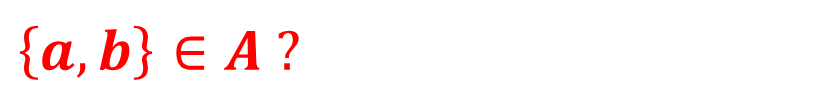 {a, b} ∈ A ?